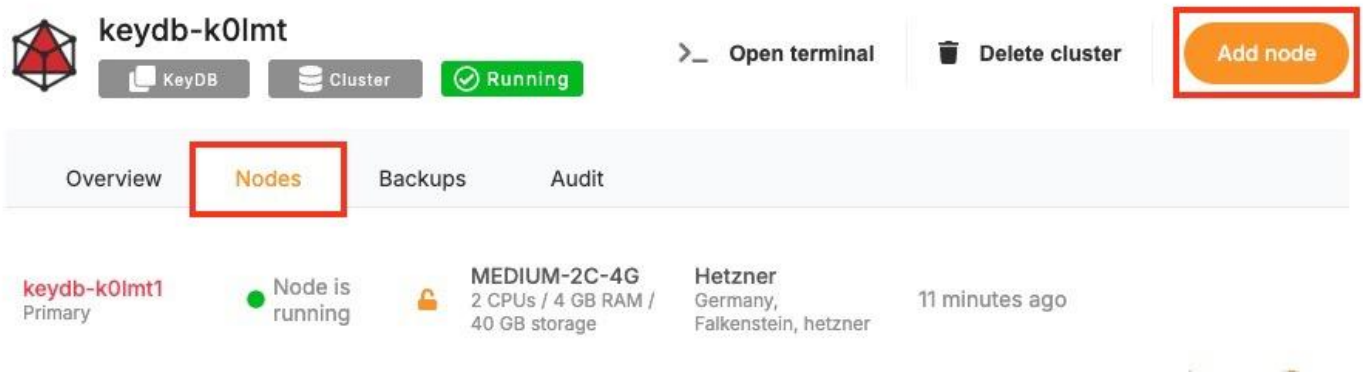 keydb-k0lmt
KeyDB
Cluster
Running
>_ Open terminal
Delete cluster
Add node
Overview
Nodes
Backups
Audit
keydb-k0lmt1
Primary
Node is
running
MEDIUM-2C-4G
2 CPUs / 4 GB RAM /
40 GB storage
Hetzner
Germany,
Falkenstein, hetzner
11 minutes ago